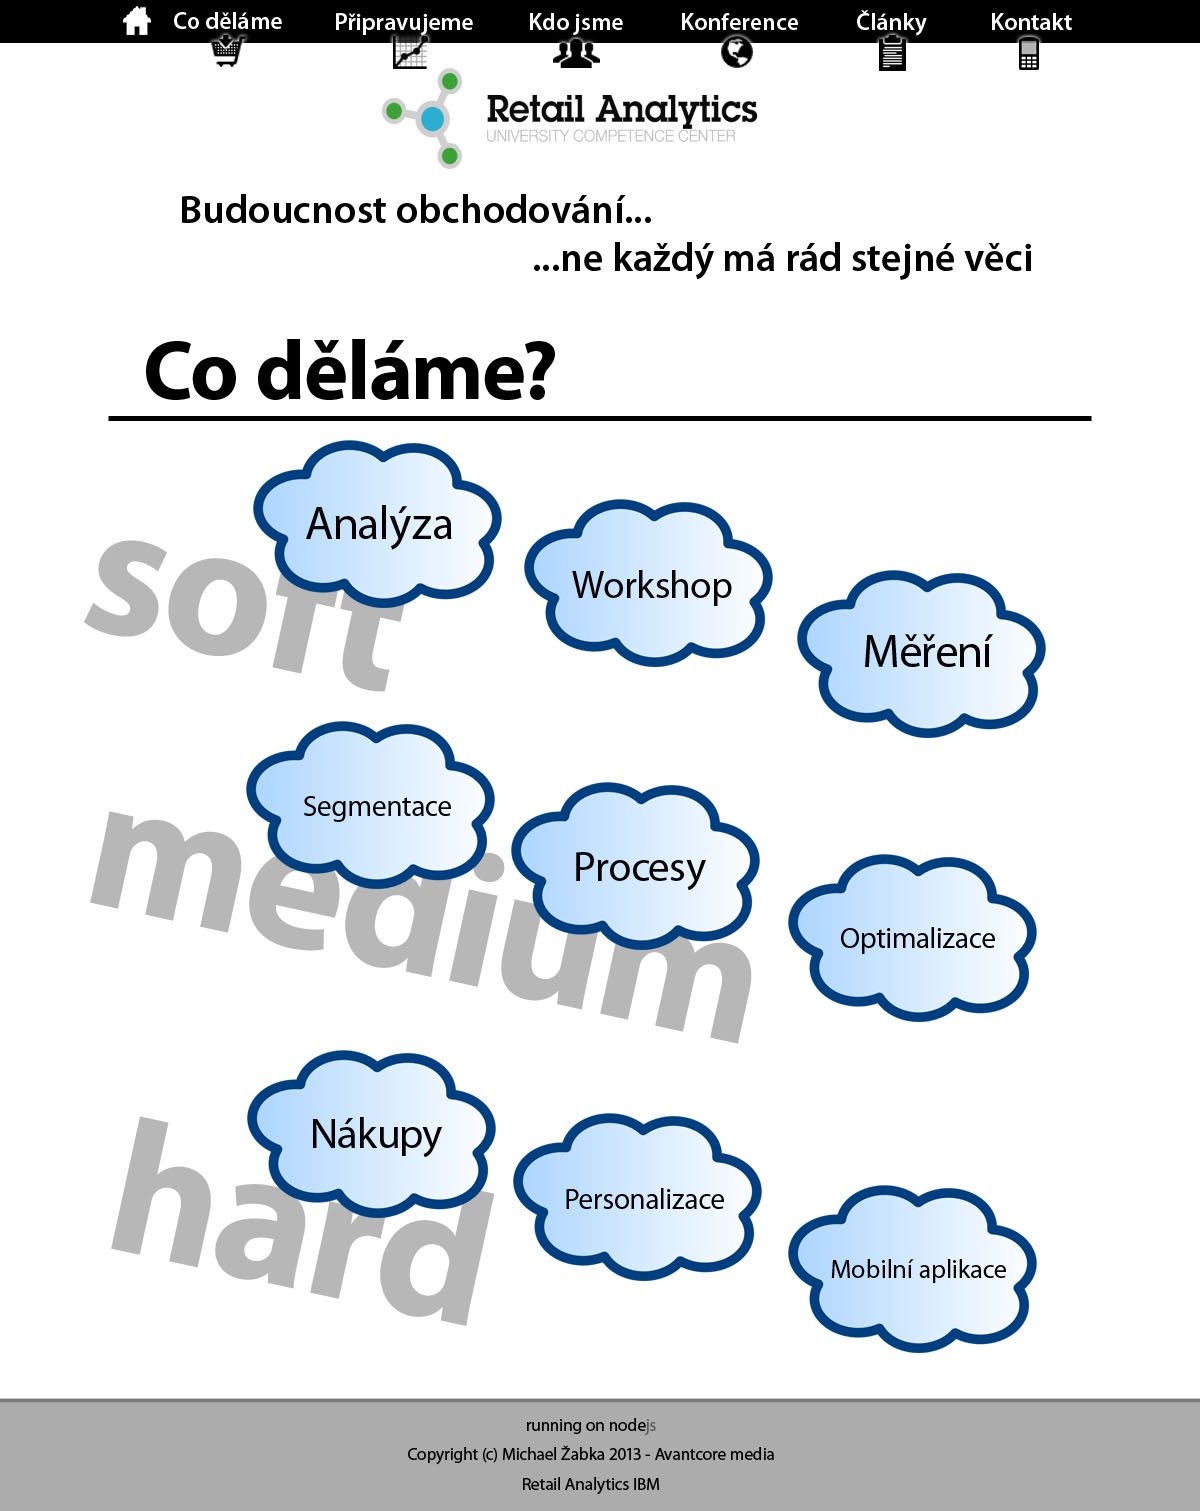 Co děláme Připravujeme Kdo jsme Konference Články Kontakt
Retail Analytics
UNIVERSITY COMPETENCE CENTER
Budoucnost obchodování...
...ne každý má rád stejné věci
Co děláme?
soft
Analýza
Workshop
Měření
medium
Segmentace
Procesy
Optimalizace
hard
Nákupy
Personalizace
Mobilní aplikace
running on nodejs
Copyright (c) Michael Žabka 2013 - Avantcore media
Retail Analytics IBM